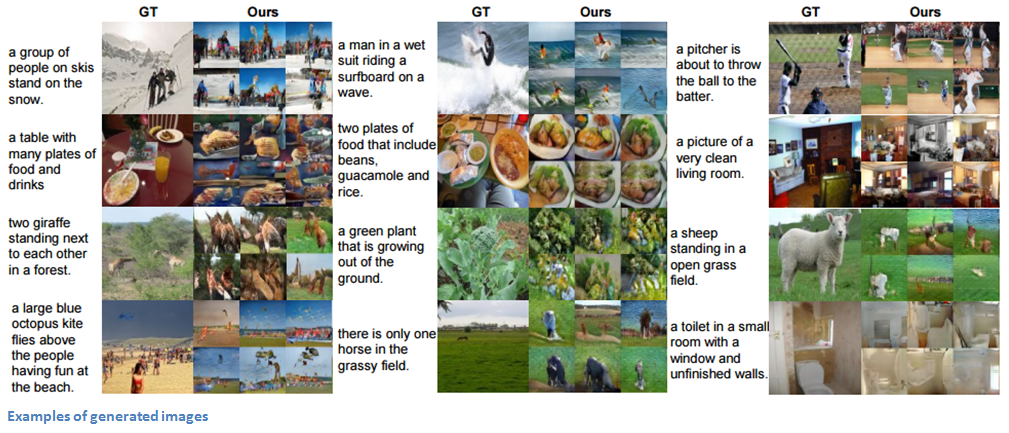 GT Ours
a group of
people on skis
stand on the
snow.
a table with
many plates of
food and
drinks
two giraffe
standing next
to each other
in a forest.
a large blue
octopus kite
flies above
the people
having fun at
the beach.
GT Ours
a man in a wet
suit riding a
surfboard on a
wave.
two plates of
food that include
beans,
guacamole and
rice.
a green plant
that is growing
out of the
ground.
there is only one
horse in the
grassy field.
GT Ours
a pitcher is
about to throw
the ball to the
batter.
a picture of a
very clean
living room.
a sheep
standing in a
open grass
field.
a toilet in a small
room with a
window and
unfinished walls.
Examples of generated images